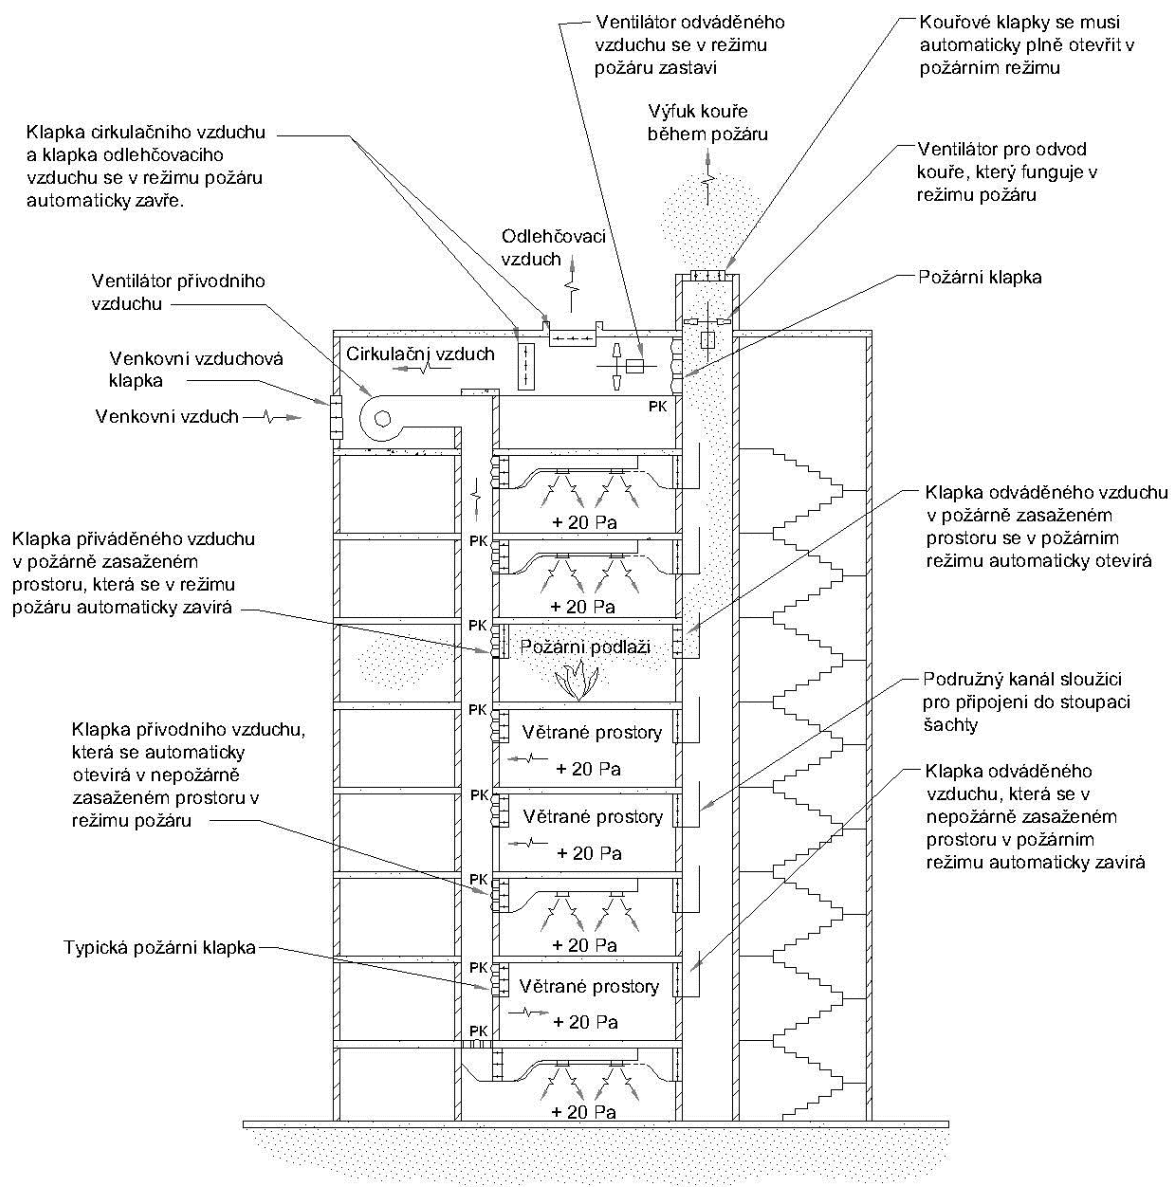 Ventilátor odváděného
vzduchu se v režimu
požáru zastaví
Kouřové klapky se musí
automaticky plně otevřít v
požárním režimu
Výfuk kouře
během požáru
Klapka cirkulačního vzduchu
a klapka odlehčovacího
vzduchu se v režimu požáru
automaticky zavře.
Ventilátor pro odvod
kouře, který funguje v
režimu požáru
Odlehčovací
vzduch
Ventilátor přívodního
vzduchu
Požární klapka
Cirkulační vzduch
Venkovní vzduchová
klapka
Venkovní vzduch
PK
+ 20 Pa
Klapka odváděného vzduchu
v požárně zasaženém
prostoru se v požárním
režimu automaticky otevírá
Klapka přiváděného vzduchu
v požárně zasaženém
prostoru, která se v režimu
požáru automaticky zavírá
PK
+ 20 Pa
PK
Požární podlaží
Podružný kanál sloužící
pro připojení do stoupací
šachty
PK
Větrané prostory
+ 20 Pa
Klapka přívodního vzduchu,
která se automaticky
otevírá v nepožárně
zasaženém prostoru v
režimu požáru
Klapka odváděného
vzduchu, která se v
nepožárně zasaženém
prostoru v požárním
režimu automaticky zavírá
PK
Větrané prostory
+ 20 Pa
PK
+ 20 Pa
Typická požární klapka
PK
Větrané prostory
+ 20 Pa
PK
+ 20 Pa